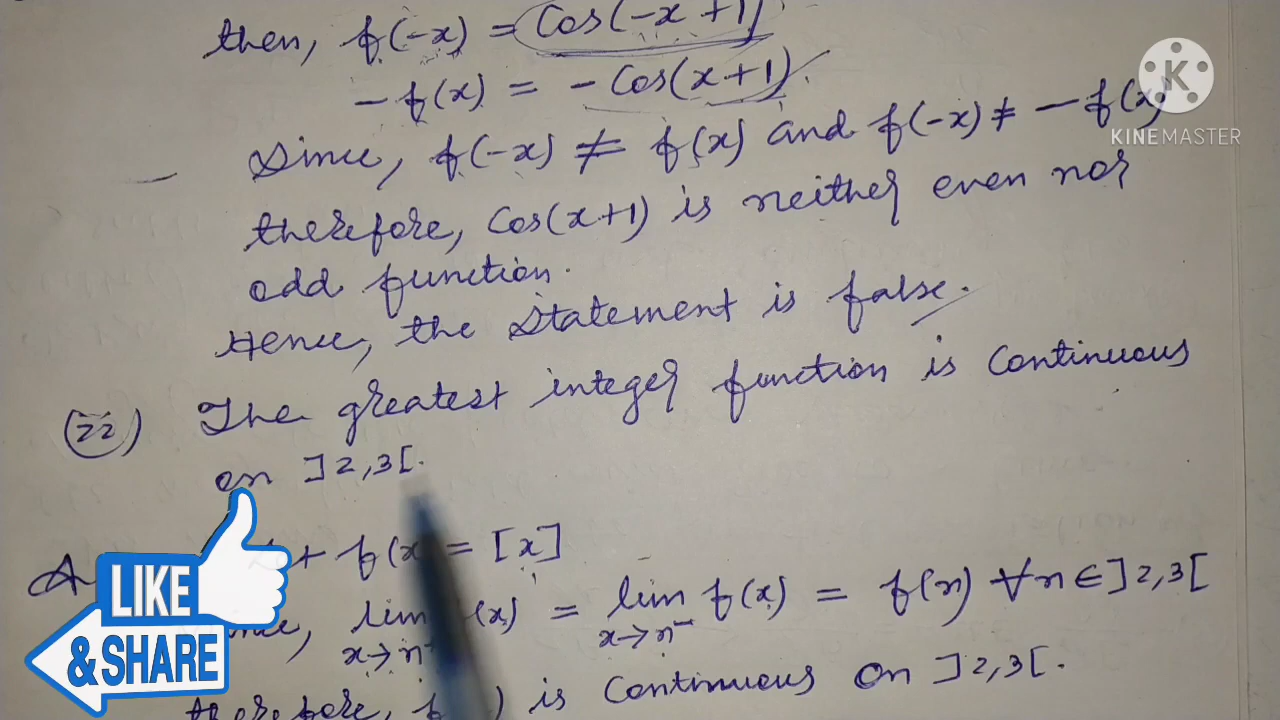 then, f(-x) = Cos(-x+1)
-f(x) = - Cos(x+1).
KINEMASTER
Since, f(-x) ≠ f(x) and f(-x) ≠ -f(x)
therefore, Cos(x+1) is neither even nor
odd function.
Hence, the statement is false.
(ii) The greatest integer function is continuous
on ]2,3[.
f(x) = [x]
lim x→n⁺ f(x) = lim x→n⁻ f(x) = f(n) ∀ n ∈ ]2,3[
therefore, is continuous on ]2,3[.
LIKE
& SHARE